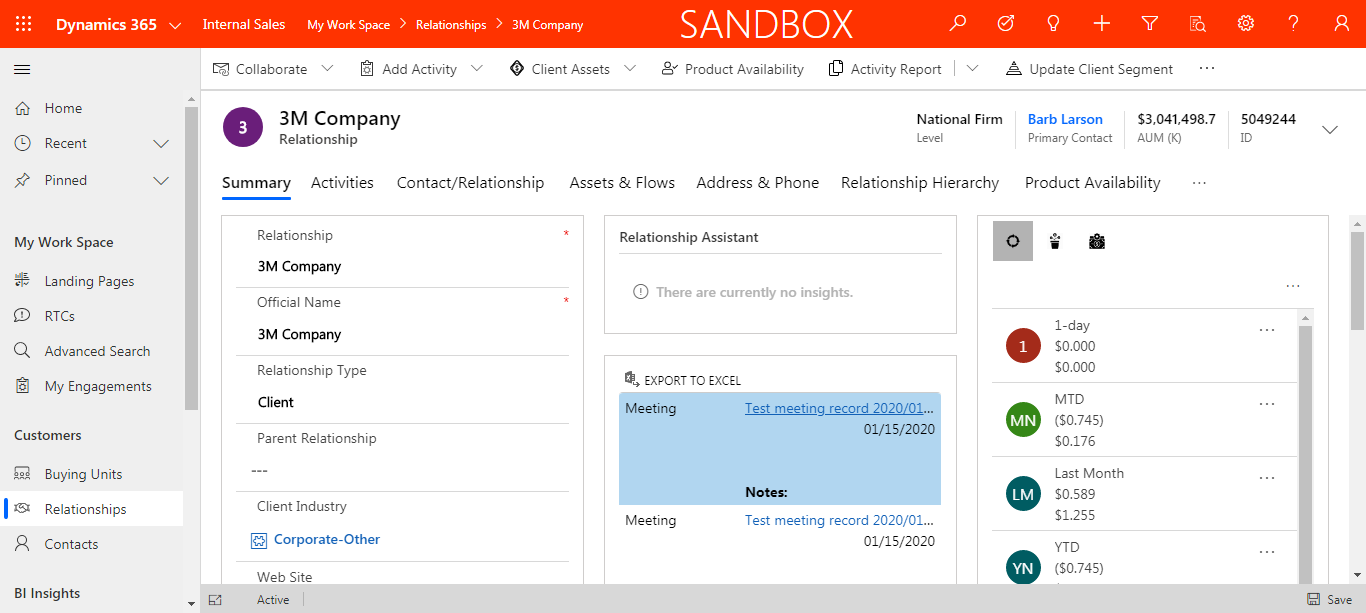 Dynamics 365 Internal Sales My Work Space > Relationships > 3M Company SANDBOX ?
Home
Recent
Pinned
My Work Space
Landing Pages
RTCs
Advanced Search
My Engagements
Customers
Buying Units
Relationships
Contacts
BI Insights
Collaborate Add Activity Client Assets Product Availability Activity Report Update Client Segment ...
3
3M Company
Relationship
National Firm
Level
Barb Larson
Primary Contact
$3,041,498.7
AUM (K)
5049244
ID
Summary Activities Contact/Relationship Assets & Flows Address & Phone Relationship Hierarchy Product Availability ...
Relationship *
3M Company
Official Name *
3M Company
Relationship Type
Client
Parent Relationship
---
Client Industry
Corporate-Other
Web Site
Relationship Assistant
There are currently no insights.
EXPORT TO EXCEL
Meeting Test meeting record 2020/01...
01/15/2020
Notes:
Meeting Test meeting record 2020/01...
01/15/2020
...
1
1-day ...
$0.000
$0.000
MN
MTD ...
($0.745)
$0.176
LM
Last Month ...
$0.589
$1.255
YN
YTD ...
($0.745)
Active
Save